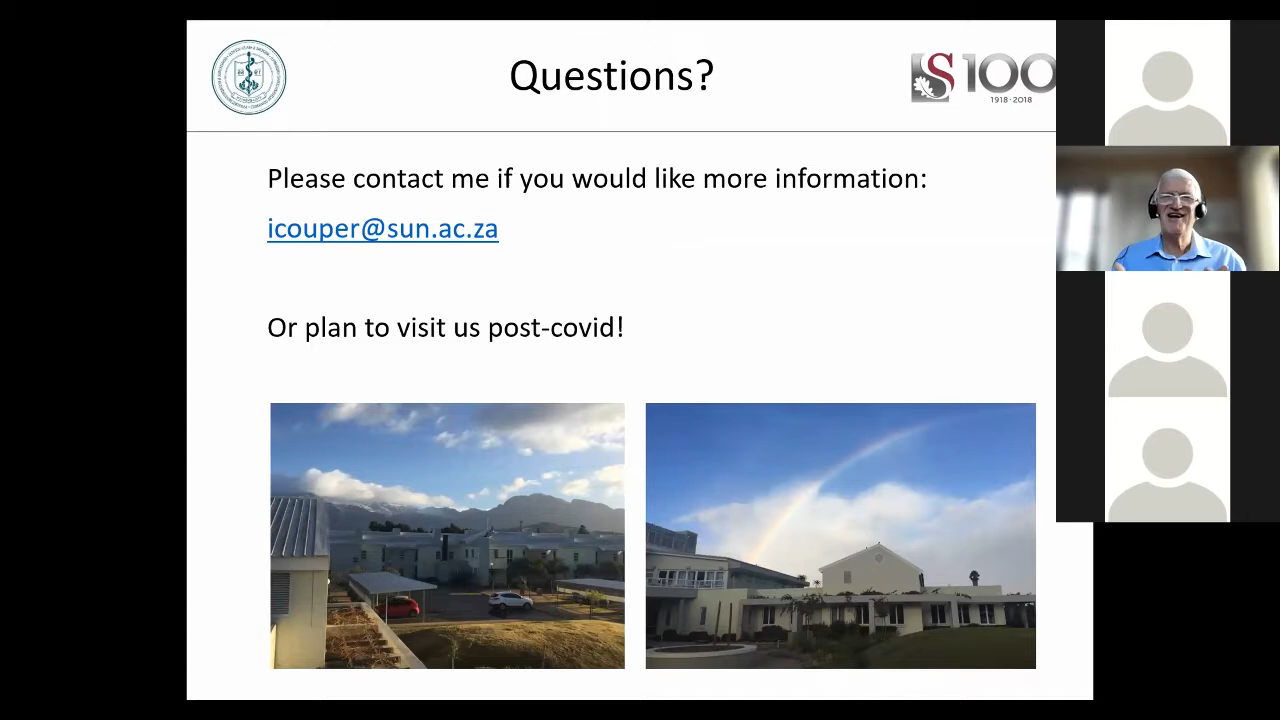 Questions?
S100
1918·2018
Please contact me if you would like more information:
icouper@sun.ac.za
Or plan to visit us post-covid!